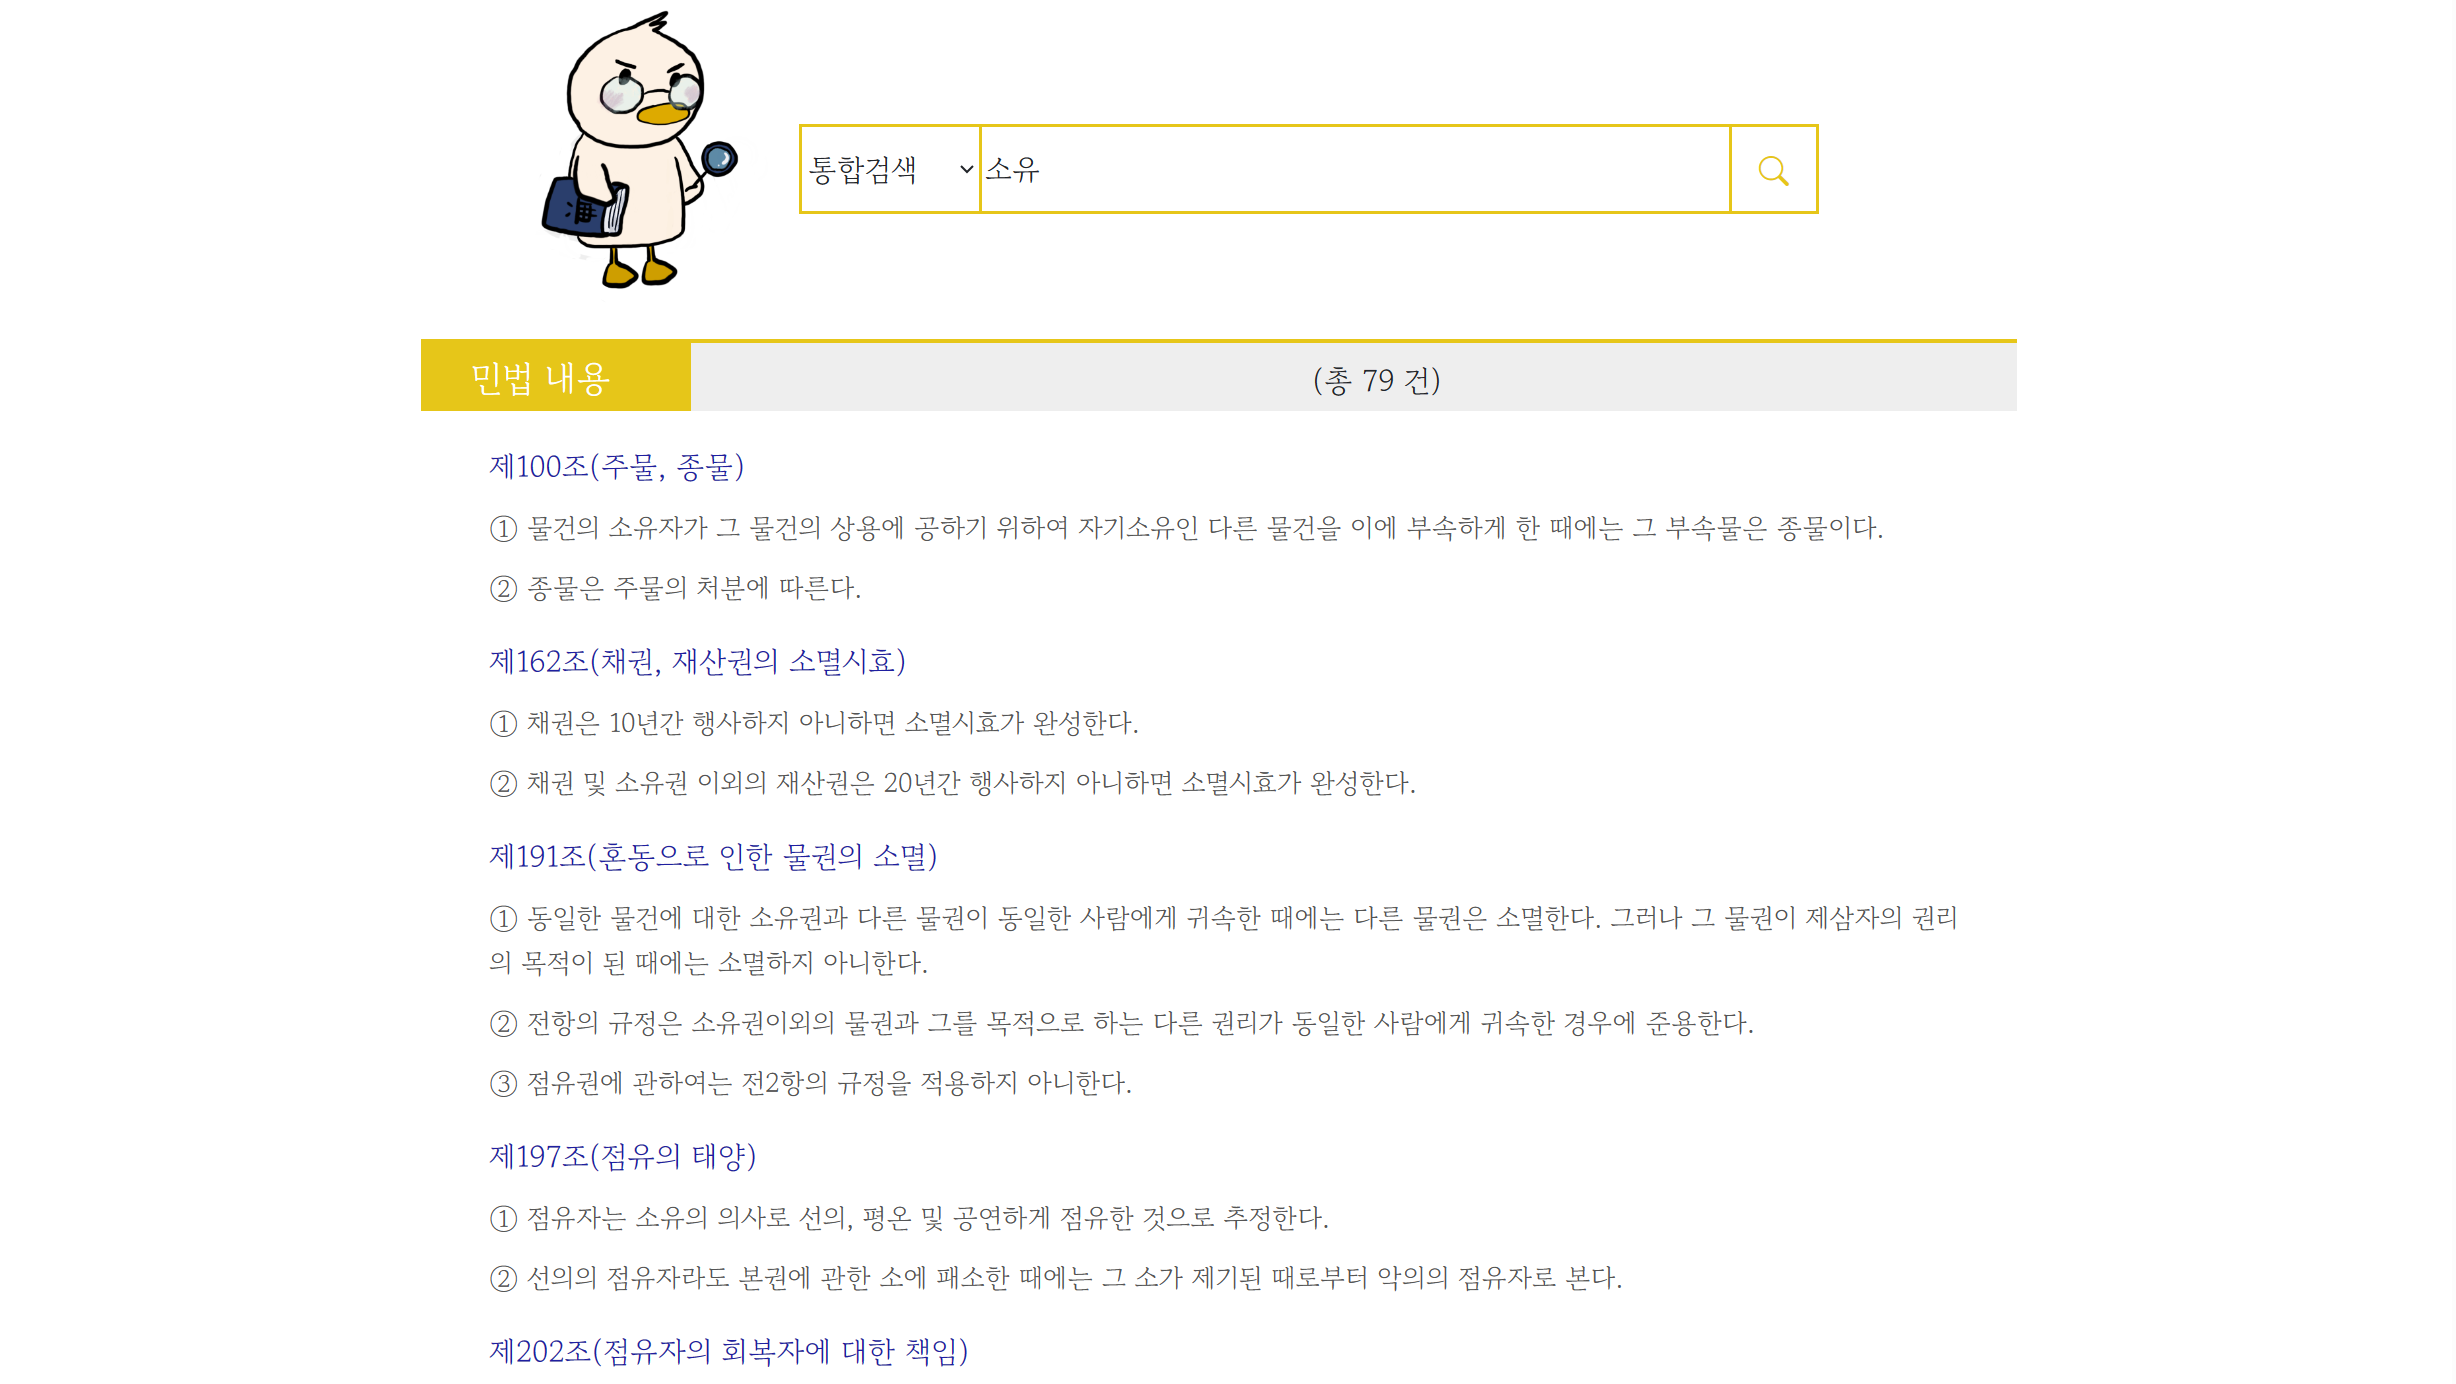 통합검색
소유
민법 내용
(총 79 건)
제100조(주물, 종물)
① 물건의 소유자가 그 물건의 상용에 공하기 위하여 자기소유인 다른 물건을 이에 부속하게 한 때에는 그 부속물은 종물이다.
② 종물은 주물의 처분에 따른다.
제162조(채권, 재산권의 소멸시효)
① 채권은 10년간 행사하지 아니하면 소멸시효가 완성한다.
② 채권 및 소유권 이외의 재산권은 20년간 행사하지 아니하면 소멸시효가 완성한다.
제191조(혼동으로 인한 물권의 소멸)
① 동일한 물건에 대한 소유권과 다른 물권이 동일한 사람에게 귀속한 때에는 다른 물권은 소멸한다. 그러나 그 물권이 제삼자의 권리
의 목적이 된 때에는 소멸하지 아니한다.
② 전항의 규정은 소유권이외의 물권과 그를 목적으로 하는 다른 권리가 동일한 사람에게 귀속한 경우에 준용한다.
③ 점유권에 관하여는 전2항의 규정을 적용하지 아니한다.
제197조(점유의 태양)
① 점유자는 소유의 의사로 선의, 평온 및 공연하게 점유한 것으로 추정한다.
② 선의의 점유자라도 본권에 관한 소에 패소한 때에는 그 소가 제기된 때로부터 악의의 점유자로 본다.
제202조(점유자의 회복자에 대한 책임)